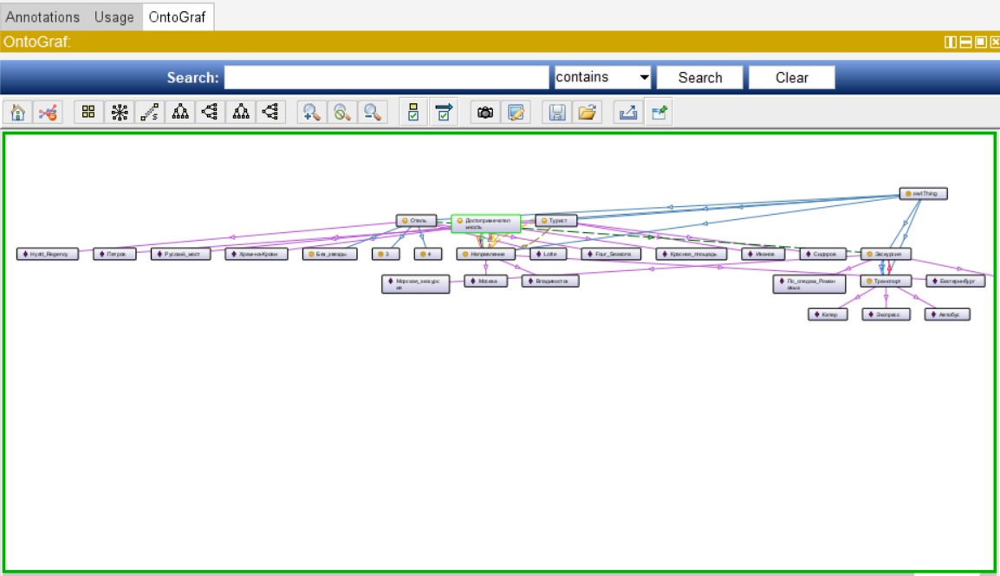 Annotations Usage OntoGraf
OntoGraf:
Search: contains Search Clear
owl:Thing
Отель Достопримечател Турист
ьность
Hyatt_Regency Петров Русский_мост Храм-на-Крови Без_звезды 3 4 Направление Lotte Four_Seasons Красная_площадь Иванов Сидоров Экскурсия
Морская_экскурс Москва Владивосток По_следам_Роман Транспорт Екатеринбург
ия овых
Катер Экспресс Автобус